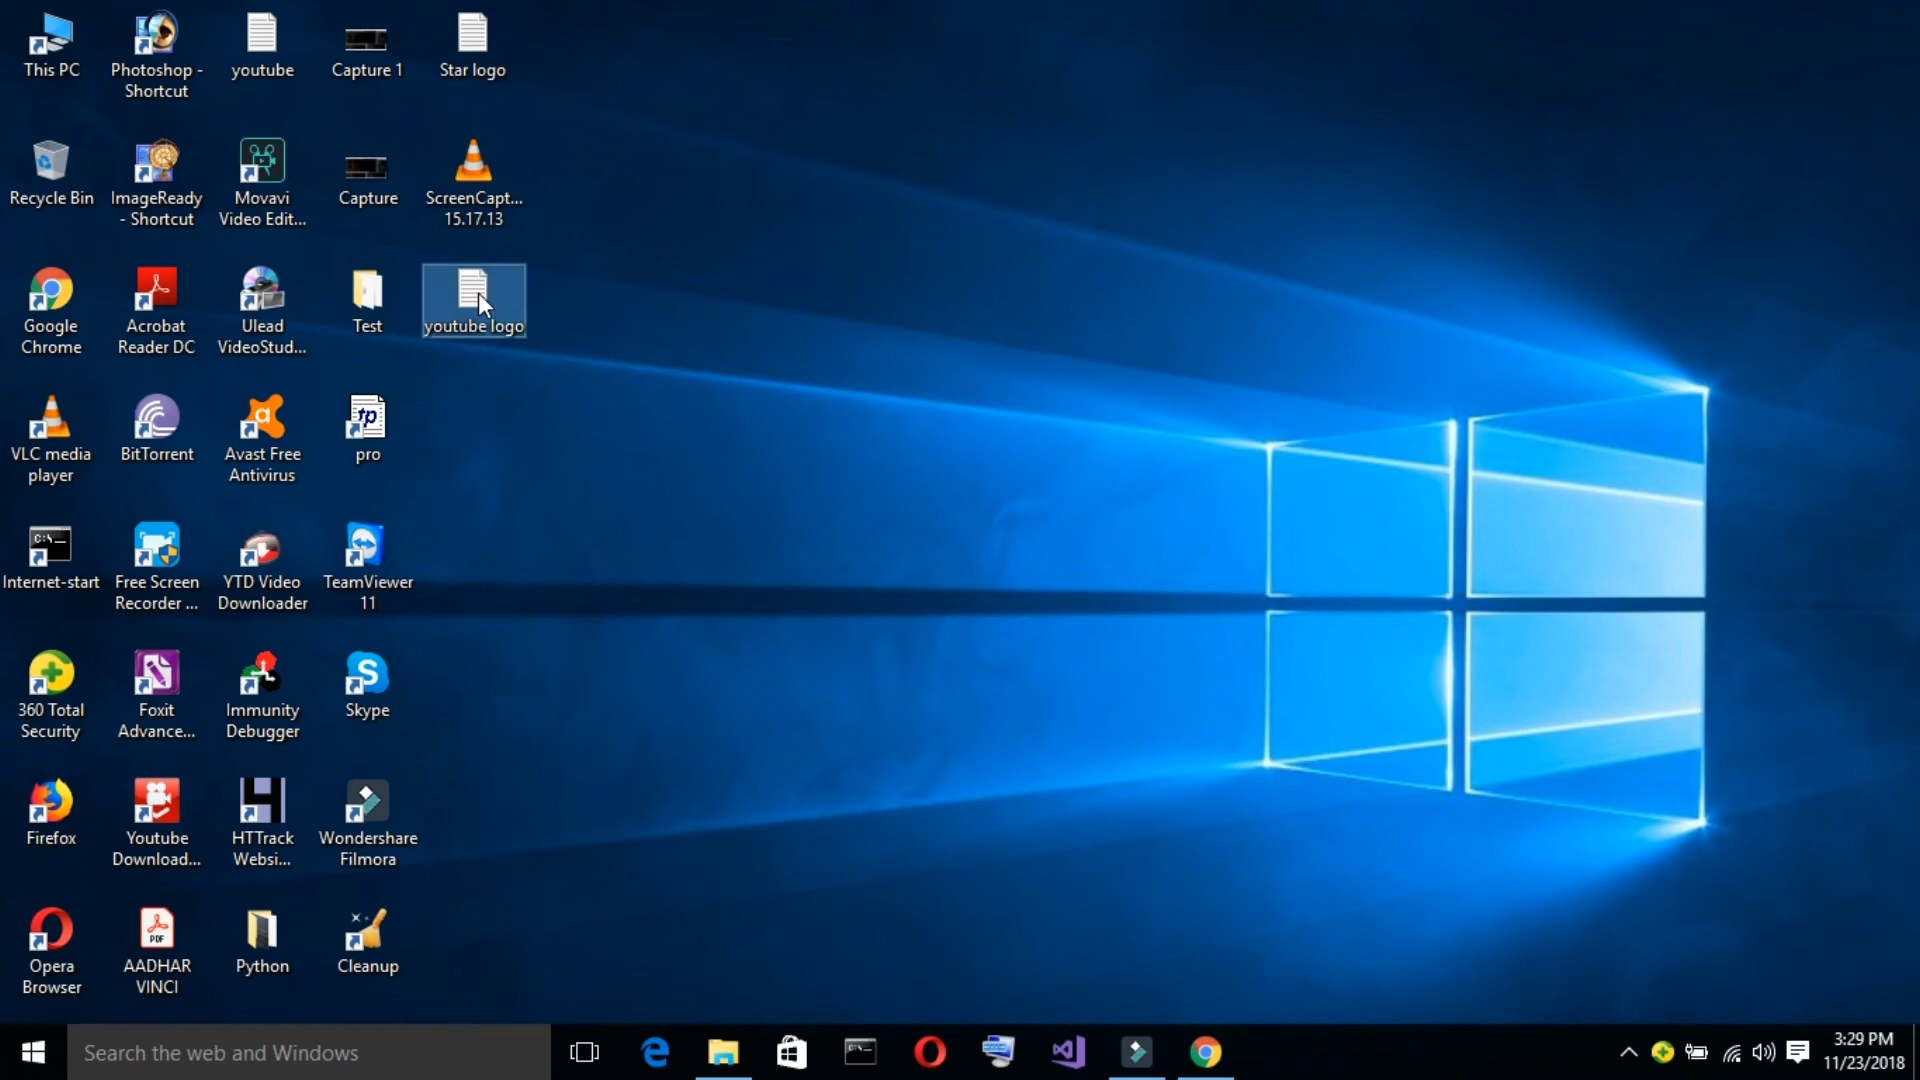 This PC
Photoshop -
Shortcut
youtube
Capture 1
Star logo
Recycle Bin
ImageReady
- Shortcut
Movavi
Video Edit...
Capture
ScreenCapt...
15.17.13
Google
Chrome
Acrobat
Reader DC
Ulead
VideoStud...
Test
youtube logo
VLC media
player
BitTorrent
a
Avast Free
Antivirus
tp
pro
C:\_
Internet-start
Free Screen
Recorder ...
YTD Video
Downloader
TeamViewer
11
360 Total
Security
Foxit
Advance...
Immunity
Debugger
S
Skype
Firefox
Youtube
Download...
HTTrack
Websi...
Wondershare
Filmora
Opera
Browser
PDF
AADHAR
VINCI
Python
Cleanup
Search the web and Windows
C:\_
3:29 PM
11/23/2018